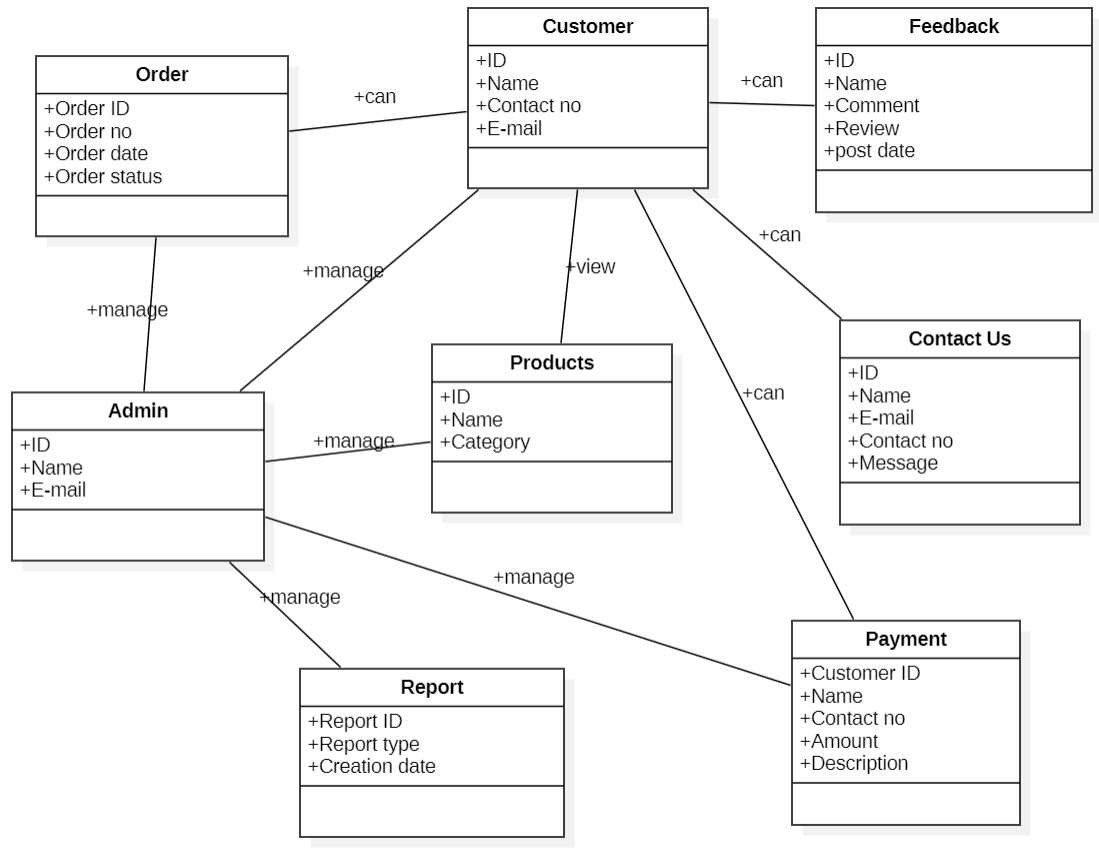 Customer
+ID
+Name
+Contact no
+E-mail
Feedback
+ID
+Name
+Comment
+Review
+post date
Order
+Order ID
+Order no
+Order date
+Order status
+can
+can
+can
+manage
+view
+manage
Contact Us
+ID
+Name
+E-mail
+Contact no
+Message
Products
+ID
+Name
+Category
+can
Admin
+ID
+Name
+E-mail
+manage
+manage
+manage
Payment
+Customer ID
+Name
+Contact no
+Amount
+Description
Report
+Report ID
+Report type
+Creation date